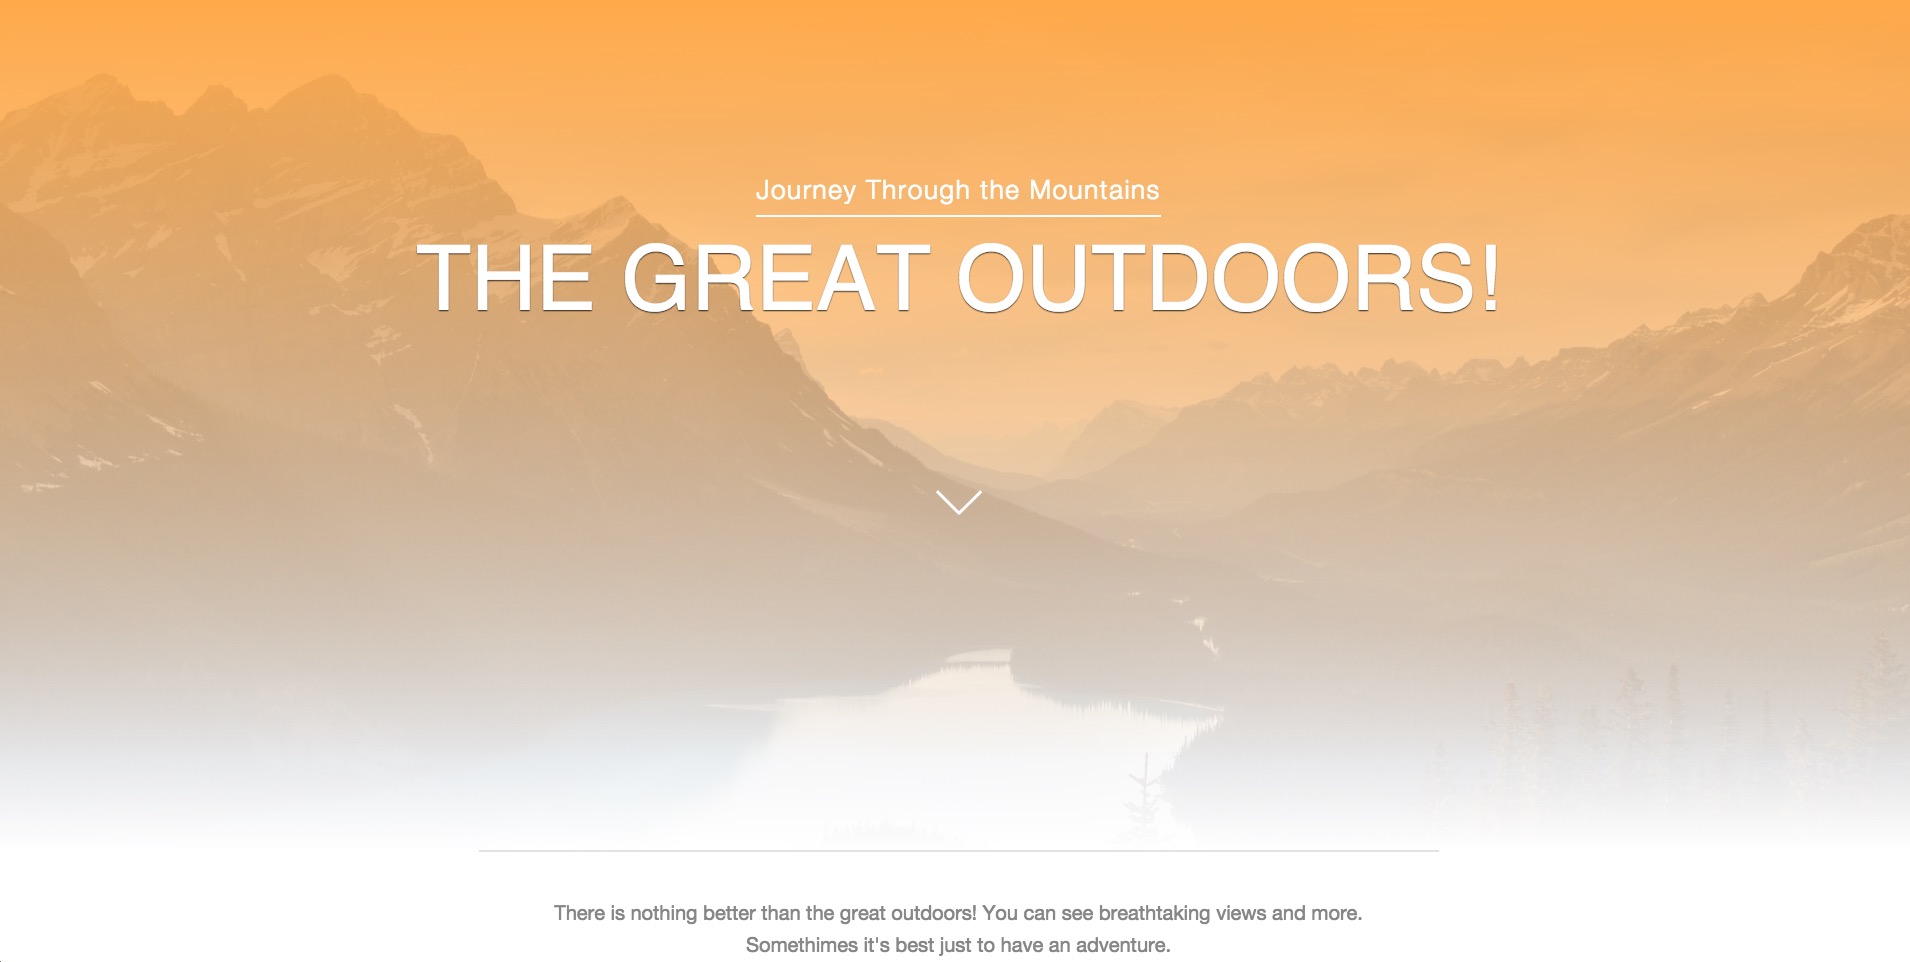 Journey Through the Mountains
THE GREAT OUTDOORS!
There is nothing better than the great outdoors! You can see breathtaking views and more.
Somethimes it's best just to have an adventure.